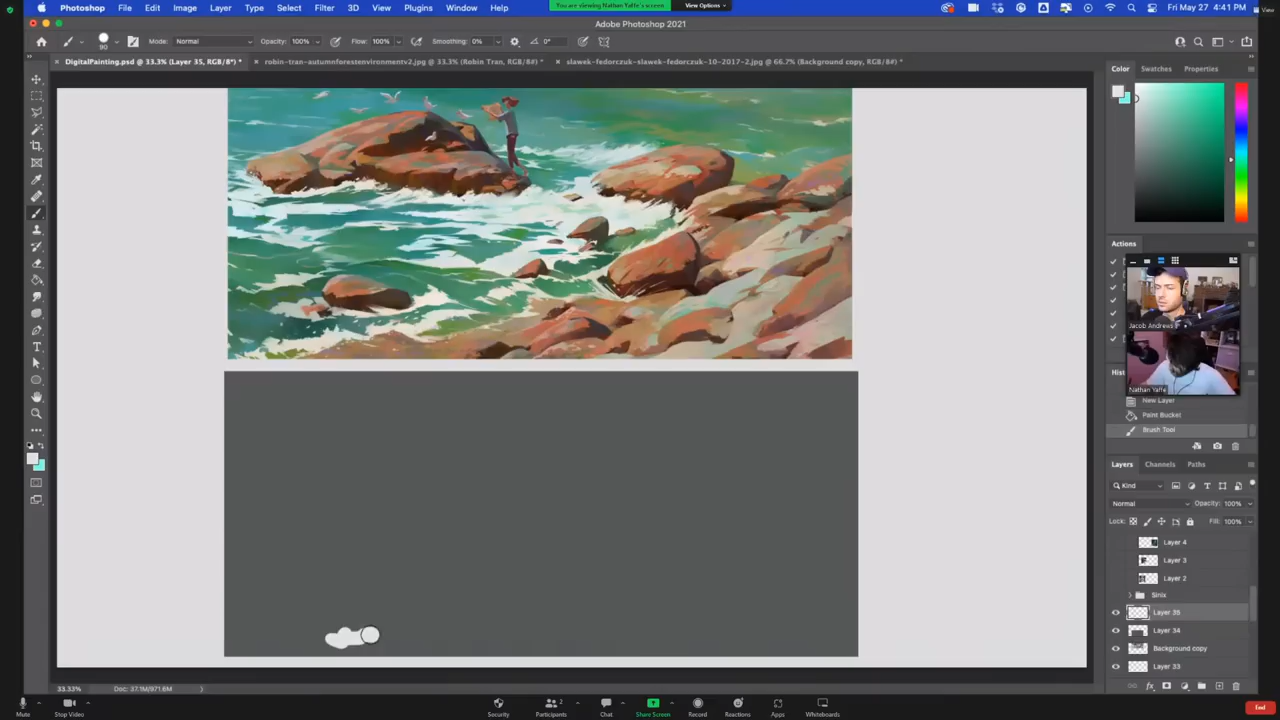 Photoshop File Edit Image Layer Type Select Filter 3D View Plugins Window Help
You are viewing Nathan Yaffe's screen View Options
Fri May 27 4:41 PM View
Adobe Photoshop 2021
90 Mode: Normal Opacity: 100% Flow: 100% Smoothing: 0% 0°
DigitalPainting.psd @ 33.3% (Layer 35, RGB/8*) * robin-tran-autumnforestenvironmentv2.jpg @ 33.3% (Robin Tran, RGB/8#) * slawek-fedorczuk-slawek-fedorczuk-10-2017-2.jpg @ 66.7% (Background copy, RGB/8#) *
Color Swatches Properties
Actions
Jacob Andrews
Nathan Yaffe
Hist
New Layer
Paint Bucket
Brush Tool
Layers Channels Paths
Kind
Normal Opacity: 100%
Lock: Fill: 100%
Layer 4
Layer 3
Layer 2
Sinix
Layer 35
Layer 34
Background copy
Layer 33
33.33% Doc: 37.1M/971.6M
Mute Stop Video Security Participants 2 Chat Share Screen Record Reactions Apps Whiteboards End